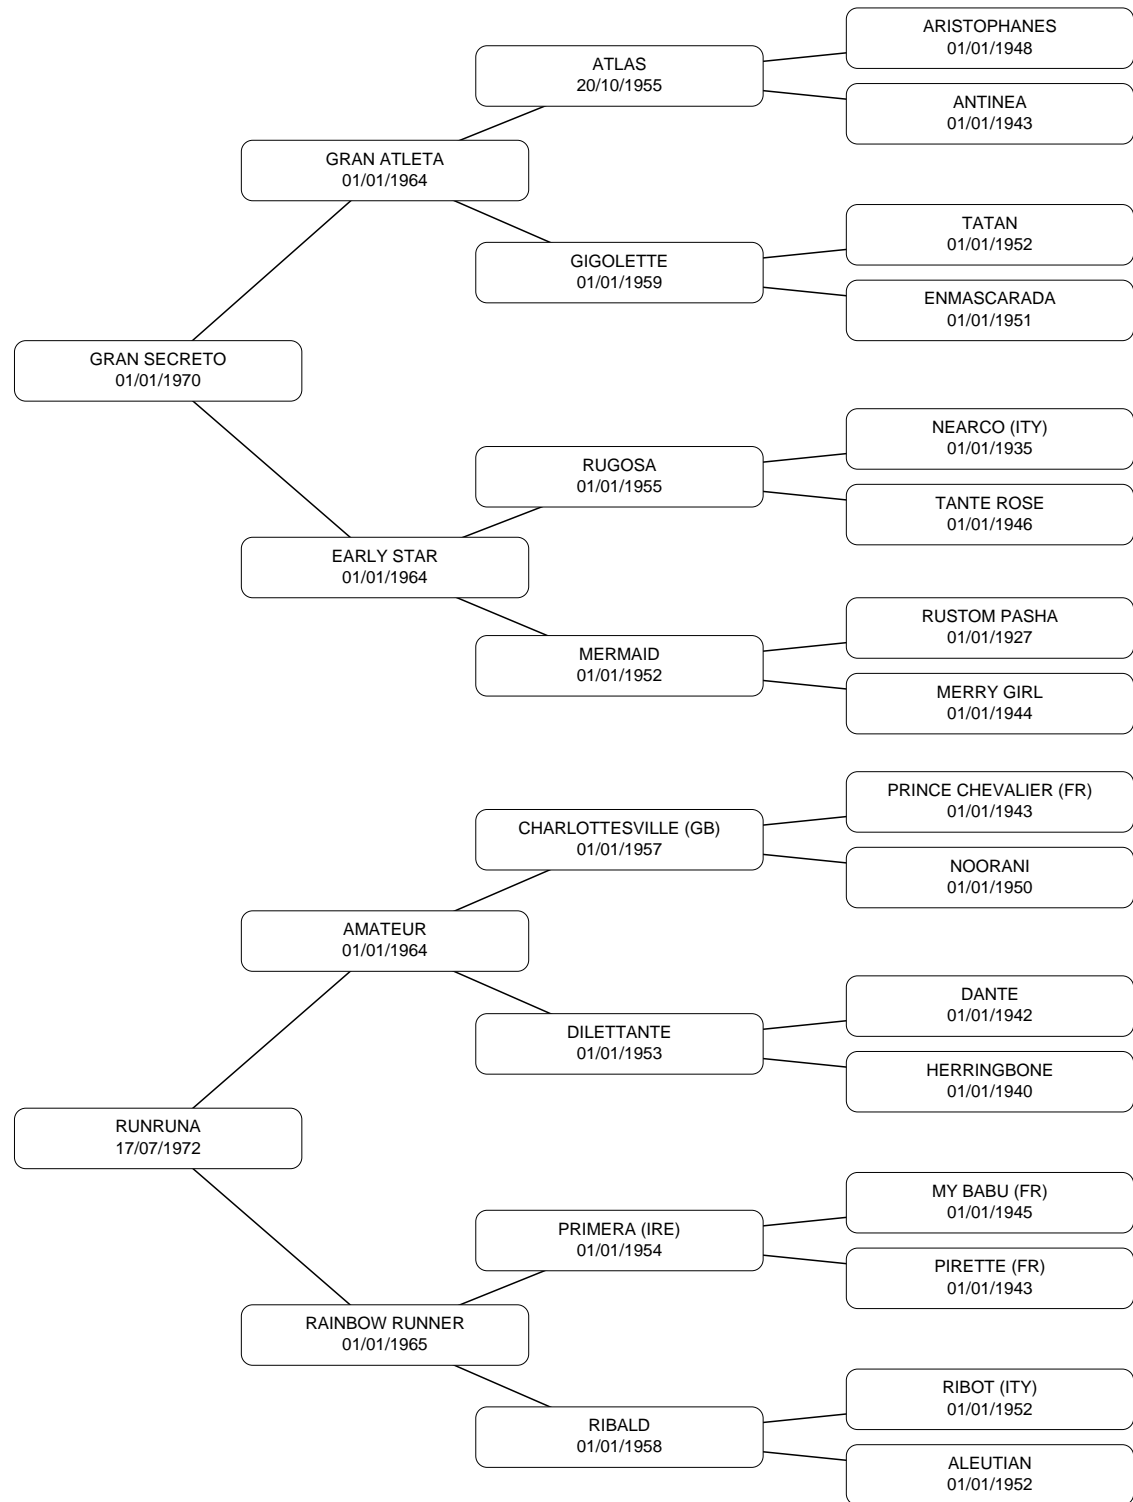 ARISTOPHANES
01/01/1948
ATLAS
20/10/1955
ANTINEA
01/01/1943
GRAN ATLETA
01/01/1964
TATAN
01/01/1952
GIGOLETTE
01/01/1959
ENMASCARADA
01/01/1951
GRAN SECRETO
01/01/1970
NEARCO (ITY)
01/01/1935
RUGOSA
01/01/1955
TANTE ROSE
01/01/1946
EARLY STAR
01/01/1964
RUSTOM PASHA
01/01/1927
MERMAID
01/01/1952
MERRY GIRL
01/01/1944
PRINCE CHEVALIER (FR)
01/01/1943
CHARLOTTESVILLE (GB)
01/01/1957
NOORANI
01/01/1950
AMATEUR
01/01/1964
DANTE
01/01/1942
DILETTANTE
01/01/1953
HERRINGBONE
01/01/1940
RUNRUNA
17/07/1972
MY BABU (FR)
01/01/1945
PRIMERA (IRE)
01/01/1954
PIRETTE (FR)
01/01/1943
RAINBOW RUNNER
01/01/1965
RIBOT (ITY)
01/01/1952
RIBALD
01/01/1958
ALEUTIAN
01/01/1952